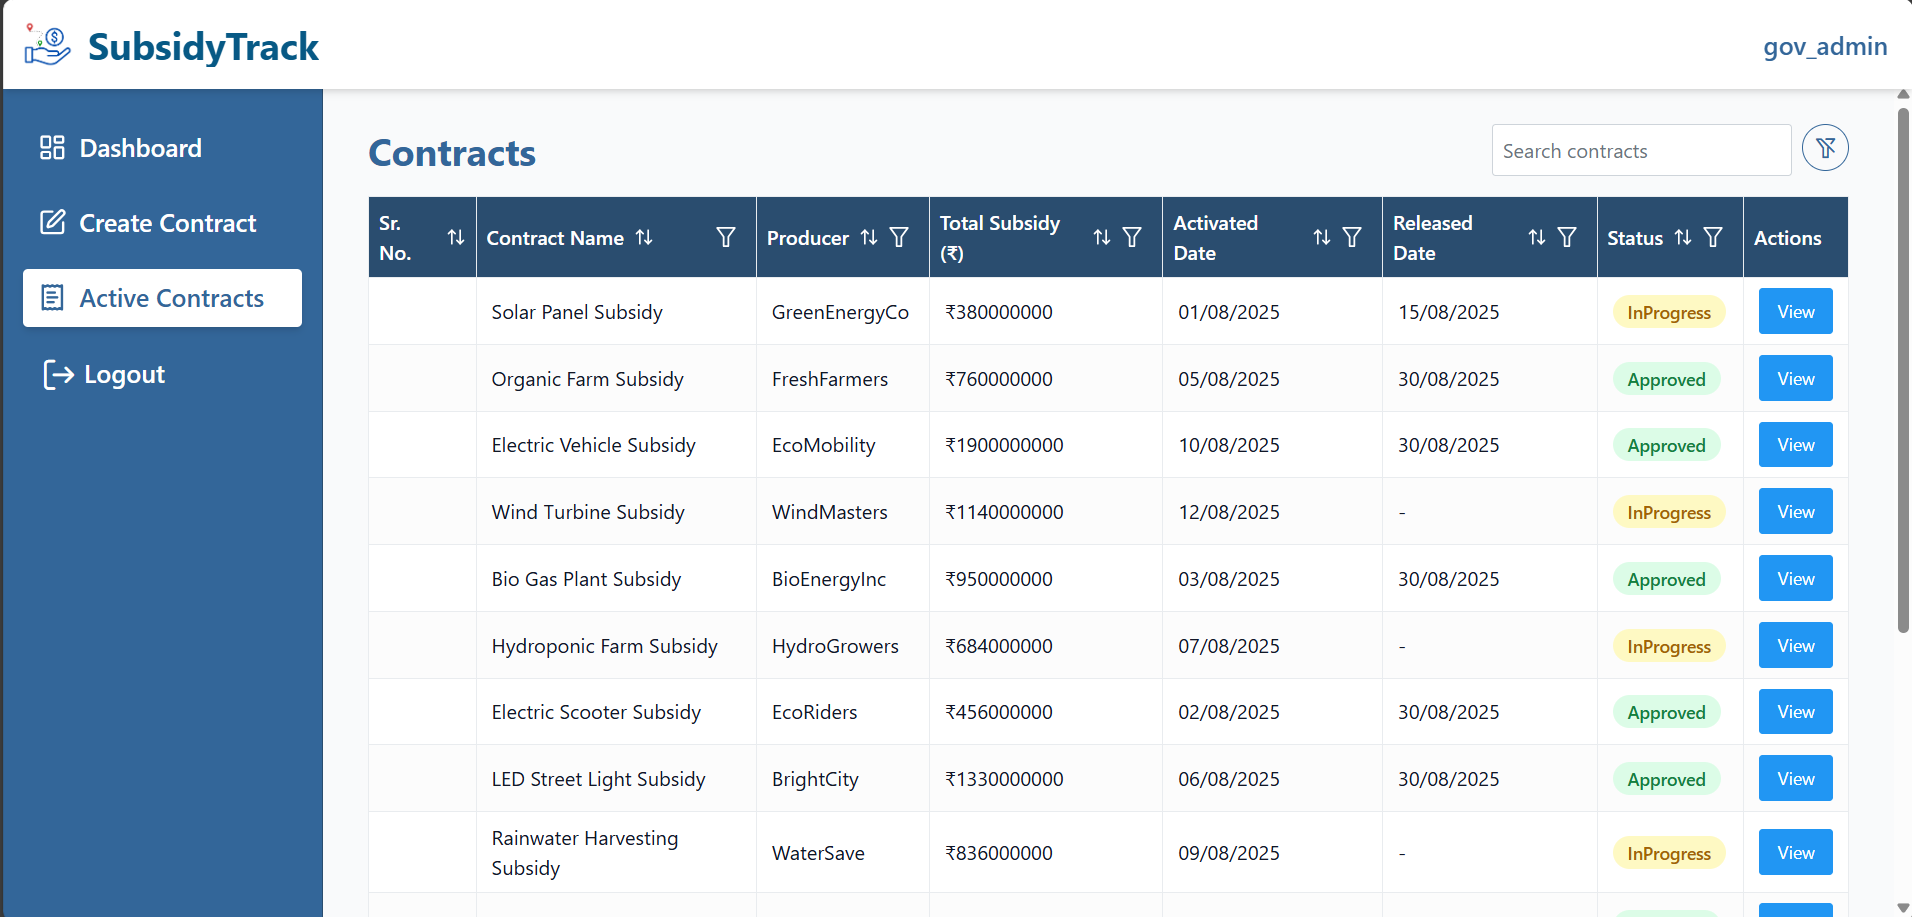 SubsidyTrack
gov_admin
Dashboard
Create Contract
Active Contracts
Logout
Contracts
Search contracts
Sr. No. Contract Name Producer Total Subsidy (₹) Activated Date Released Date Status Actions
Solar Panel Subsidy GreenEnergyCo ₹380000000 01/08/2025 15/08/2025 InProgress View
Organic Farm Subsidy FreshFarmers ₹760000000 05/08/2025 30/08/2025 Approved View
Electric Vehicle Subsidy EcoMobility ₹1900000000 10/08/2025 30/08/2025 Approved View
Wind Turbine Subsidy WindMasters ₹1140000000 12/08/2025 - InProgress View
Bio Gas Plant Subsidy BioEnergyInc ₹950000000 03/08/2025 30/08/2025 Approved View
Hydroponic Farm Subsidy HydroGrowers ₹684000000 07/08/2025 - InProgress View
Electric Scooter Subsidy EcoRiders ₹456000000 02/08/2025 30/08/2025 Approved View
LED Street Light Subsidy BrightCity ₹1330000000 06/08/2025 30/08/2025 Approved View
Rainwater Harvesting Subsidy WaterSave ₹836000000 09/08/2025 - InProgress View